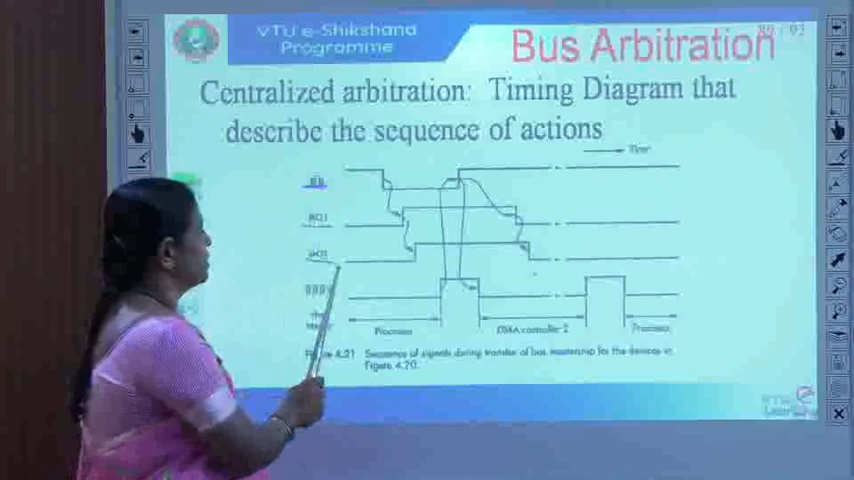 VTU e-Shikshana
Programme
Bus Arbitration
Centralized arbitration: Timing Diagram that
describe the sequence of actions
Time
Processor
DMA controller 2
Processor
4.21 Sequence of signals during transfer of bus mastership for the devices in
Figure 4.20.